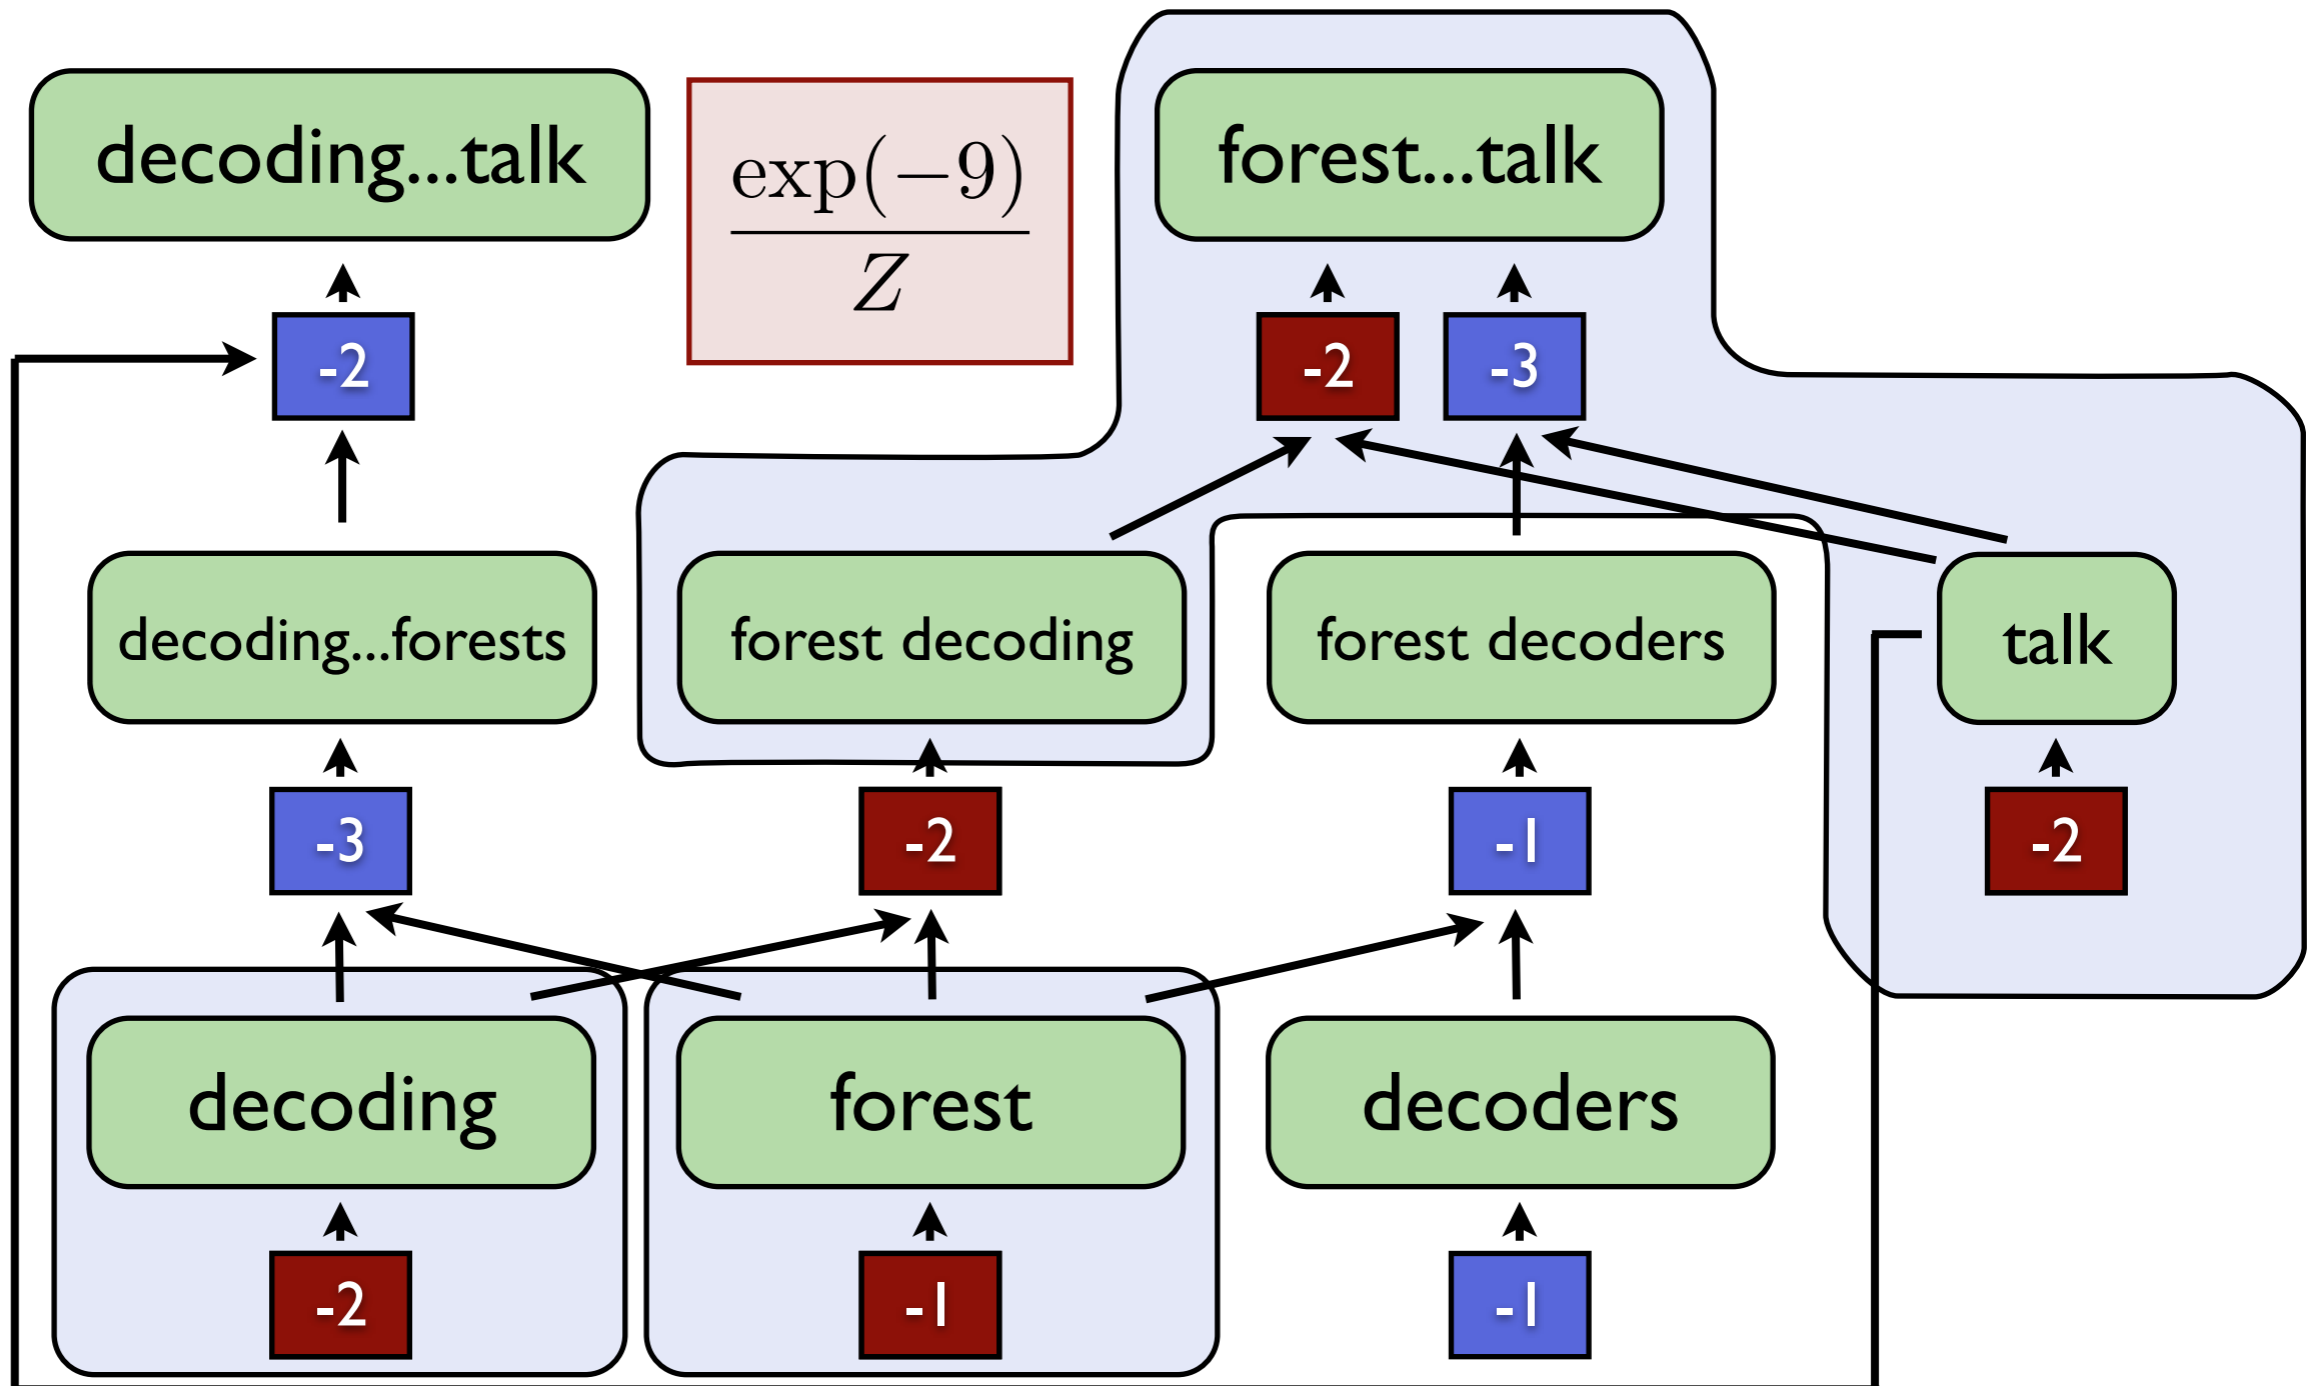 decoding...talk
exp(−9)
Z
forest...talk
-2
-2
-3
decoding...forests
forest decoding
forest decoders
talk
-3
-2
-1
-2
decoding
forest
decoders
-2
-1
-1